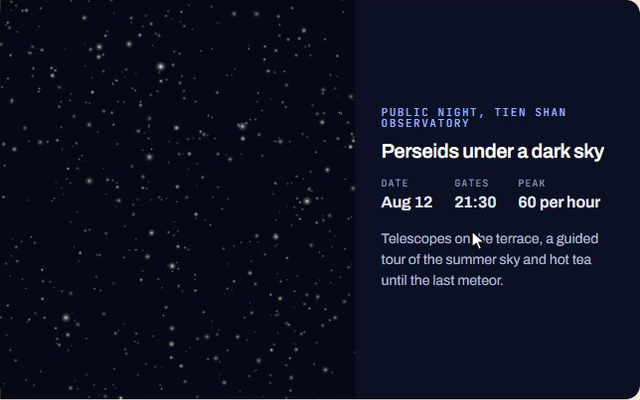 PUBLIC NIGHT, TIEN SHAN
OBSERVATORY
Perseids under a dark sky
DATE GATES PEAK
Aug 12 21:30 60 per hour
Telescopes on the terrace, a guided
tour of the summer sky and hot tea
until the last meteor.